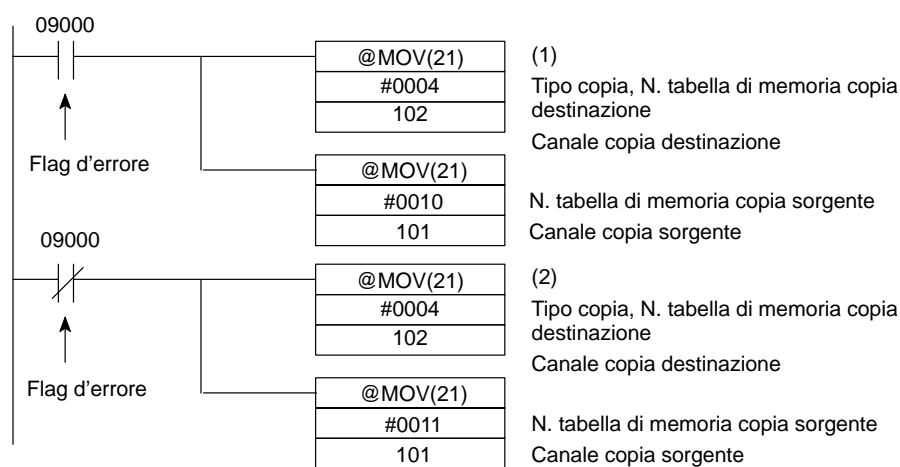 09000
@MOV(21)
(1)
#0004
Tipo copia, N. tabella di memoria copia
destinazione
102
Canale copia destinazione
Flag d'errore
@MOV(21)
#0010
N. tabella di memoria copia sorgente
101
Canale copia sorgente
09000
@MOV(21)
(2)
#0004
Tipo copia, N. tabella di memoria copia
destinazione
102
Canale copia destinazione
Flag d'errore
@MOV(21)
#0011
N. tabella di memoria copia sorgente
101
Canale copia sorgente